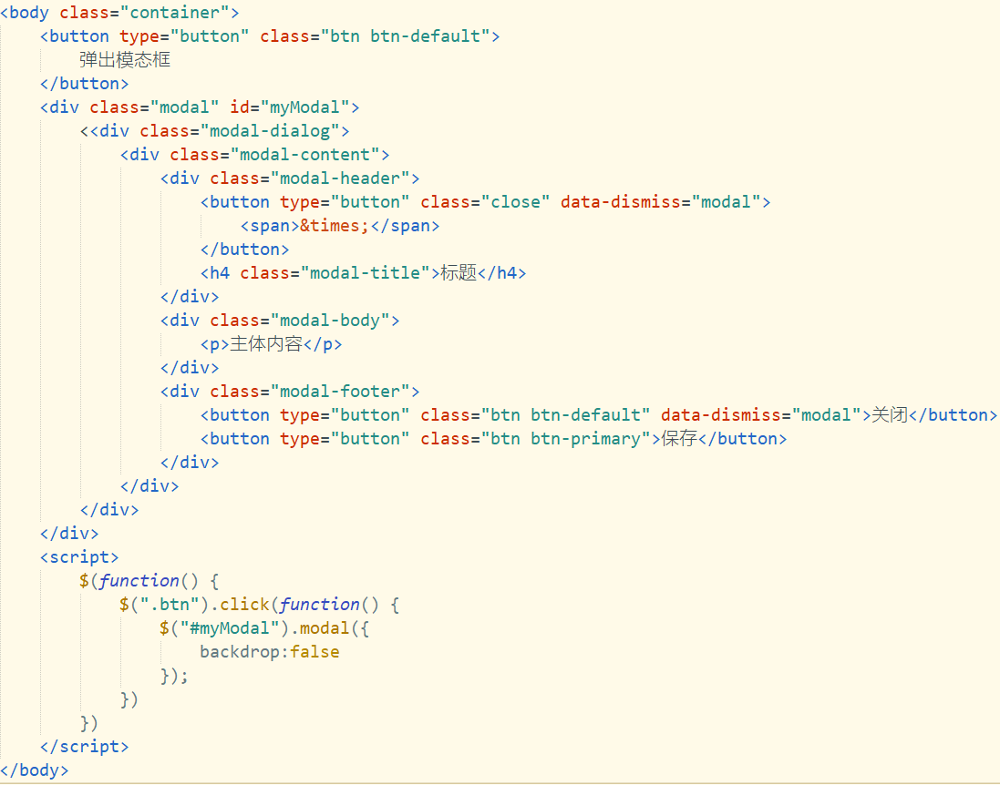 <body class="container">
<button type="button" class="btn btn-default">
弹出模态框
</button>
<div class="modal" id="myModal">
<<div class="modal-dialog">
<div class="modal-content">
<div class="modal-header">
<button type="button" class="close" data-dismiss="modal">
<span>&times;</span>
</button>
<h4 class="modal-title">标题</h4>
</div>
<div class="modal-body">
<p>主体内容</p>
</div>
<div class="modal-footer">
<button type="button" class="btn btn-default" data-dismiss="modal">关闭</button>
<button type="button" class="btn btn-primary">保存</button>
</div>
</div>
</div>
</div>
<script>
$(function() {
$(".btn").click(function() {
$("#myModal").modal({
backdrop:false
});
})
})
</script>
</body>